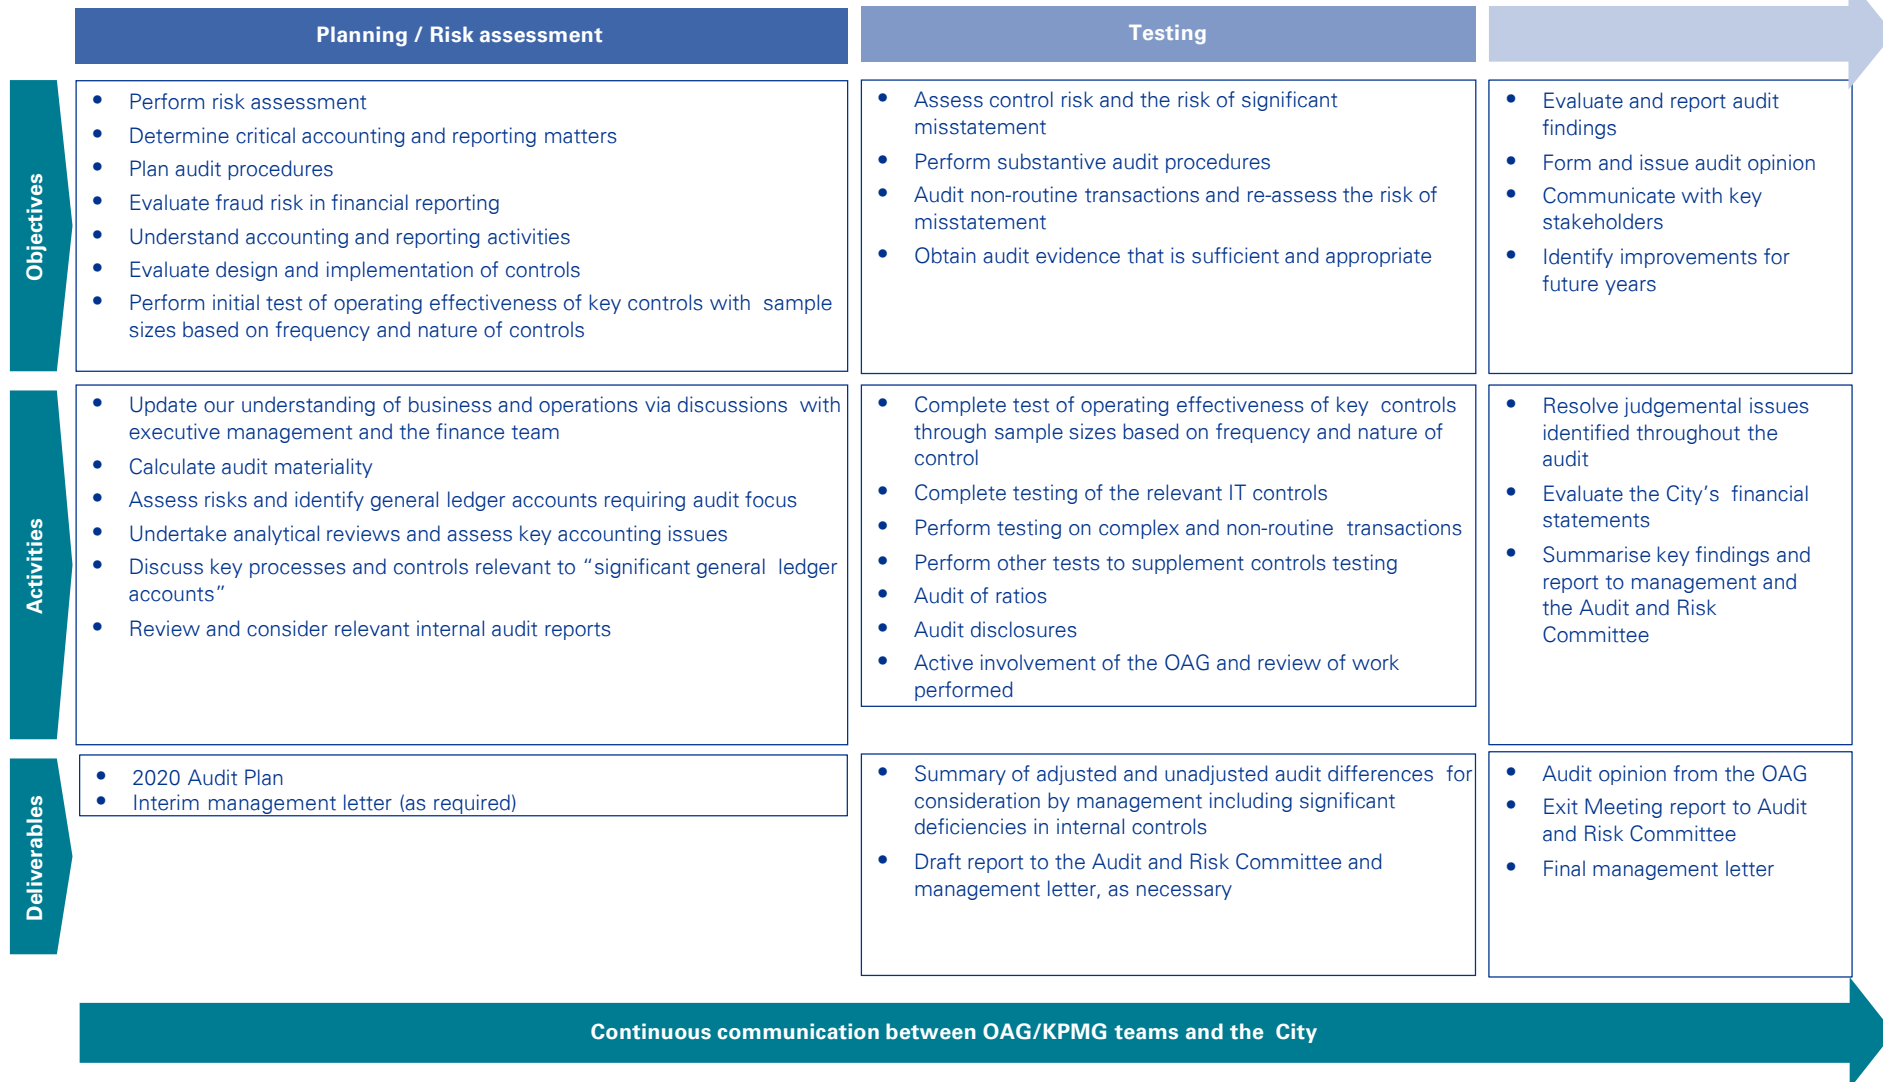 Planning / Risk assessment
Testing
Objectives
• Perform risk assessment
• Determine critical accounting and reporting matters
• Plan audit procedures
• Evaluate fraud risk in financial reporting
• Understand accounting and reporting activities
• Evaluate design and implementation of controls
• Perform initial test of operating effectiveness of key controls with sample
sizes based on frequency and nature of controls
• Assess control risk and the risk of significant
misstatement
• Perform substantive audit procedures
• Audit non-routine transactions and re-assess the risk of
misstatement
• Obtain audit evidence that is sufficient and appropriate
• Evaluate and report audit
findings
• Form and issue audit opinion
• Communicate with key
stakeholders
• Identify improvements for
future years
Activities
• Update our understanding of business and operations via discussions with
executive management and the finance team
• Calculate audit materiality
• Assess risks and identify general ledger accounts requiring audit focus
• Undertake analytical reviews and assess key accounting issues
• Discuss key processes and controls relevant to “significant general ledger
accounts”
• Review and consider relevant internal audit reports
• Complete test of operating effectiveness of key controls
through sample sizes based on frequency and nature of
control
• Complete testing of the relevant IT controls
• Perform testing on complex and non-routine transactions
• Perform other tests to supplement controls testing
• Audit of ratios
• Audit disclosures
• Active involvement of the OAG and review of work
performed
• Resolve judgemental issues
identified throughout the
audit
• Evaluate the City’s financial
statements
• Summarise key findings and
report to management and
the Audit and Risk
Committee
Deliverables
• 2020 Audit Plan
• Interim management letter (as required)
• Summary of adjusted and unadjusted audit differences for
consideration by management including significant
deficiencies in internal controls
• Draft report to the Audit and Risk Committee and
management letter, as necessary
• Audit opinion from the OAG
• Exit Meeting report to Audit
and Risk Committee
• Final management letter
Continuous communication between OAG/KPMG teams and the City